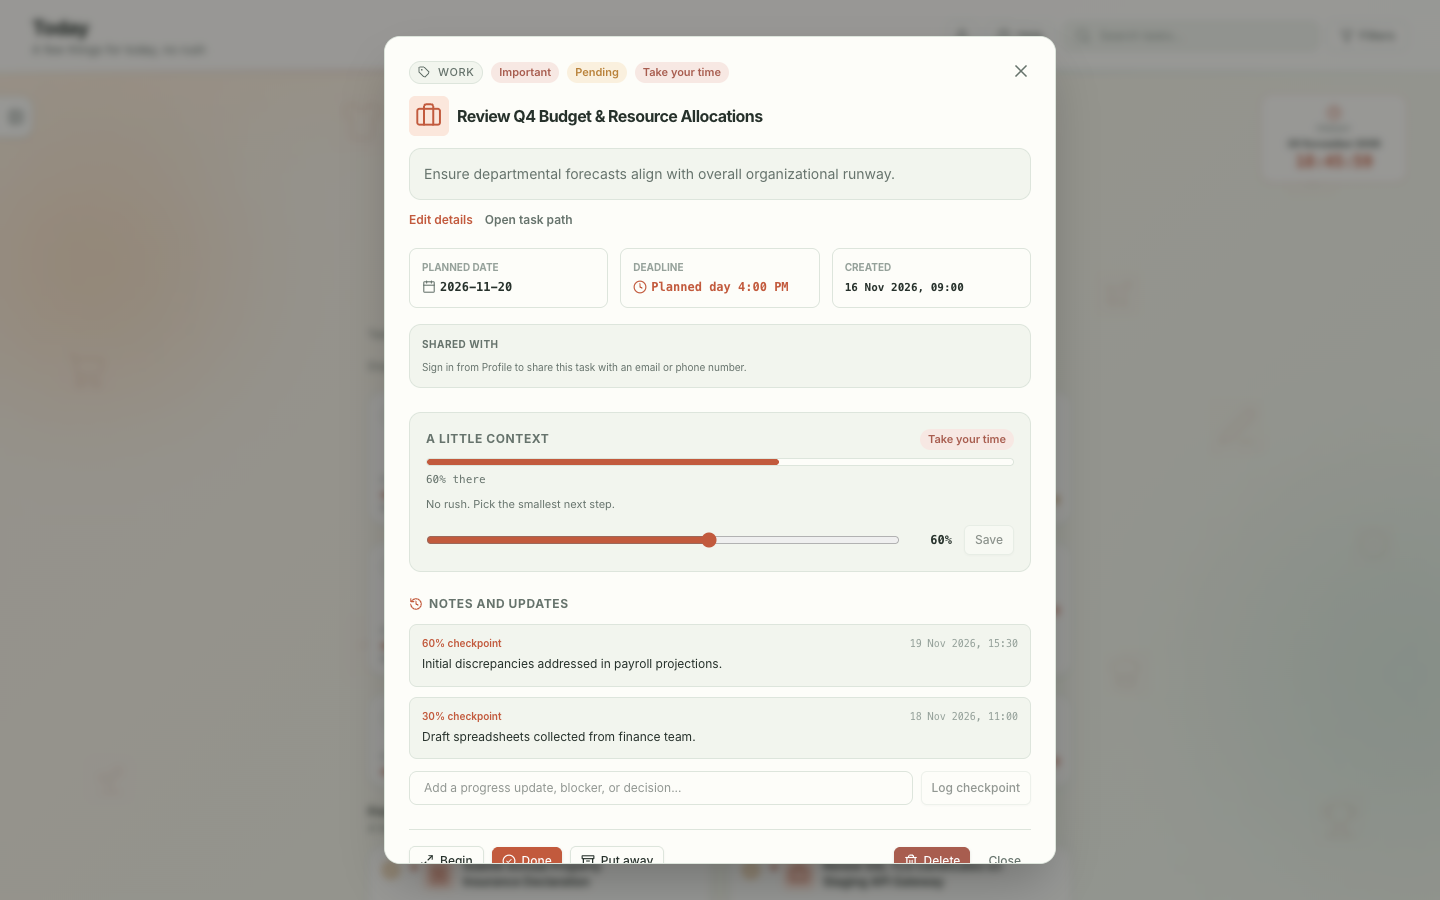 Today
WORK
Important
Pending
Take your time
Review Q4 Budget & Resource Allocations
Ensure departmental forecasts align with overall organizational runway.
Edit details
Open task path
PLANNED DATE
2026-11-20
DEADLINE
Planned day 4:00 PM
CREATED
16 Nov 2026, 09:00
SHARED WITH
Sign in from Profile to share this task with an email or phone number.
A LITTLE CONTEXT
Take your time
60% there
No rush. Pick the smallest next step.
60%
Save
NOTES AND UPDATES
60% checkpoint
19 Nov 2026, 15:30
Initial discrepancies addressed in payroll projections.
30% checkpoint
18 Nov 2026, 11:00
Draft spreadsheets collected from finance team.
Add a progress update, blocker, or decision...
Log checkpoint
Begin
Done
Put away
Delete
Close